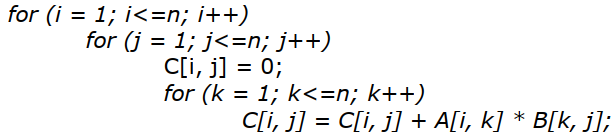 for (i = 1; i<=n; i++)
for (j = 1; j<=n; j++)
C[i, j] = 0;
for (k = 1; k<=n; k++)
C[i, j] = C[i, j] + A[i, k] * B[k, j];